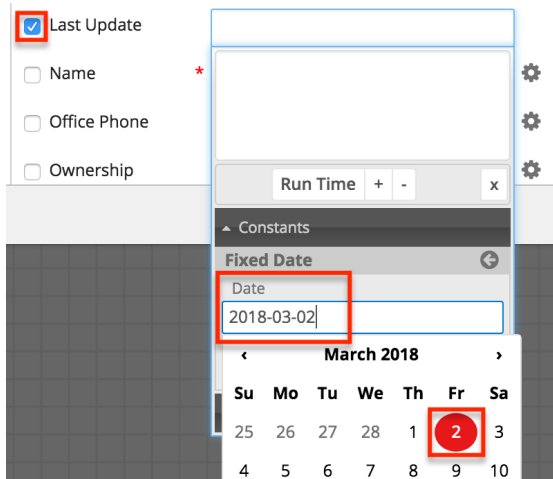 Last Update
Name *
Office Phone
Ownership
Run Time + - x
Constants
Fixed Date
Date
2018-03-02
‹ March 2018 ›
Su Mo Tu We Th Fr Sa
25 26 27 28 1 2 3
4 5 6 7 8 9 10